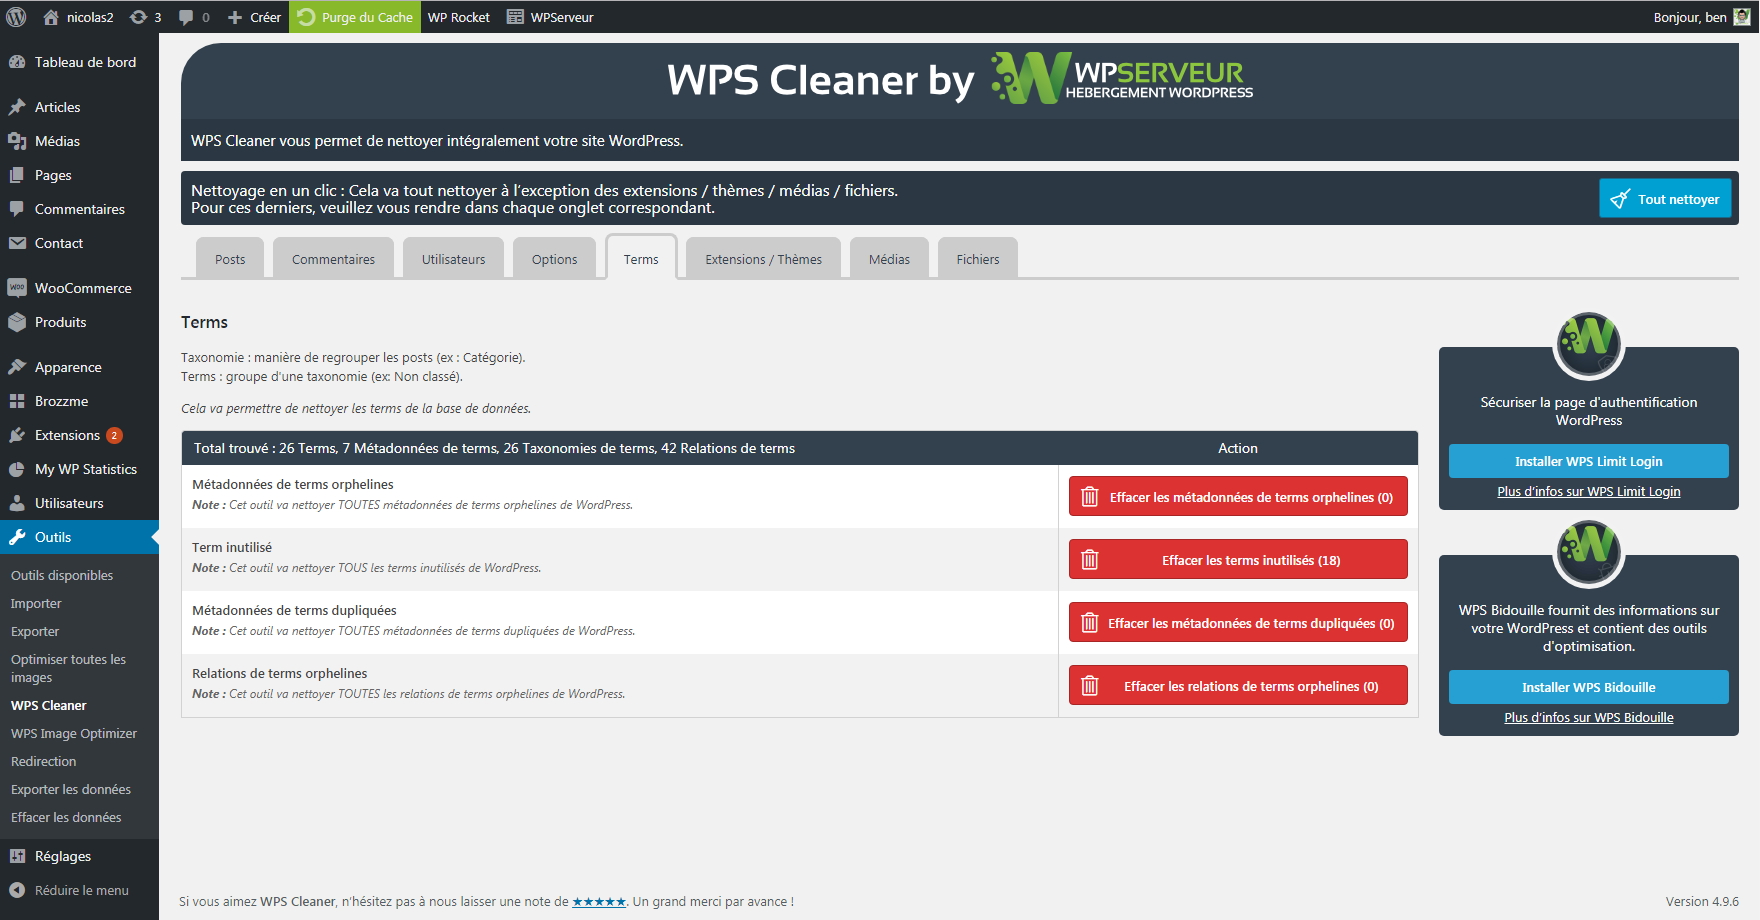 nicolas2 3 0 Créer Purge du Cache WP Rocket WPServeur Bonjour, ben
Tableau de bord
Articles
Médias
Pages
Commentaires
Contact
WooCommerce
Produits
Apparence
Brozzme
Extensions 2
My WP Statistics
Utilisateurs
Outils
Outils disponibles
Importer
Exporter
Optimiser toutes les
images
WPS Cleaner
WPS Image Optimizer
Redirection
Exporter les données
Effacer les données
Réglages
Réduire le menu
WPS Cleaner by WPSERVEUR
HEBERGEMENT WORDPRESS
WPS Cleaner vous permet de nettoyer intégralement votre site WordPress.
Nettoyage en un clic : Cela va tout nettoyer à l'exception des extensions / thèmes / médias / fichiers.
Pour ces derniers, veuillez vous rendre dans chaque onglet correspondant.
Tout nettoyer
Posts Commentaires Utilisateurs Options Terms Extensions / Thèmes Médias Fichiers
Terms
Taxonomie : manière de regrouper les posts (ex : Catégorie).
Terms : groupe d'une taxonomie (ex: Non classé).
Cela va permettre de nettoyer les terms de la base de données.
Total trouvé : 26 Terms, 7 Métadonnées de terms, 26 Taxonomies de terms, 42 Relations de terms Action
Métadonnées de terms orphelines
Note : Cet outil va nettoyer TOUTES métadonnées de terms orphelines de WordPress.
Effacer les métadonnées de terms orphelines (0)
Term inutilisé
Note : Cet outil va nettoyer TOUS les terms inutilisés de WordPress.
Effacer les terms inutilisés (18)
Métadonnées de terms dupliquées
Note : Cet outil va nettoyer TOUTES métadonnées de terms dupliquées de WordPress.
Effacer les métadonnées de terms dupliquées (0)
Relations de terms orphelines
Note : Cet outil va nettoyer TOUTES les relations de terms orphelines de WordPress.
Effacer les relations de terms orphelines (0)
Sécuriser la page d'authentification
WordPress
Installer WPS Limit Login
Plus d'infos sur WPS Limit Login
WPS Bidouille fournit des informations sur
votre WordPress et contient des outils
d'optimisation.
Installer WPS Bidouille
Plus d'infos sur WPS Bidouille
Si vous aimez WPS Cleaner, n'hésitez pas à nous laisser une note de ★★★★★. Un grand merci par avance !
Version 4.9.6